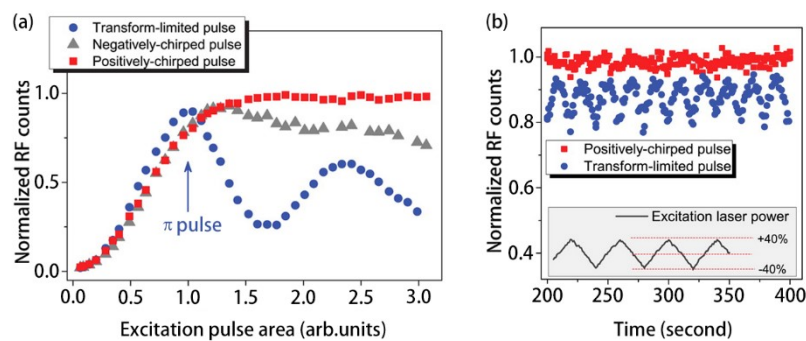 (a)
Transform-limited pulse
Negatively-chirped pulse
Positively-chirped pulse
Normalized RF counts
1.0
0.5
0.0
π pulse
0.0 0.5 1.0 1.5 2.0 2.5 3.0
Excitation pulse area (arb.units)
(b)
Normalized RF counts
1.0
0.8
0.6
0.4
Positively-chirped pulse
Transform-limited pulse
Excitation laser power
+40%
-40%
200 250 300 350 400
Time (second)